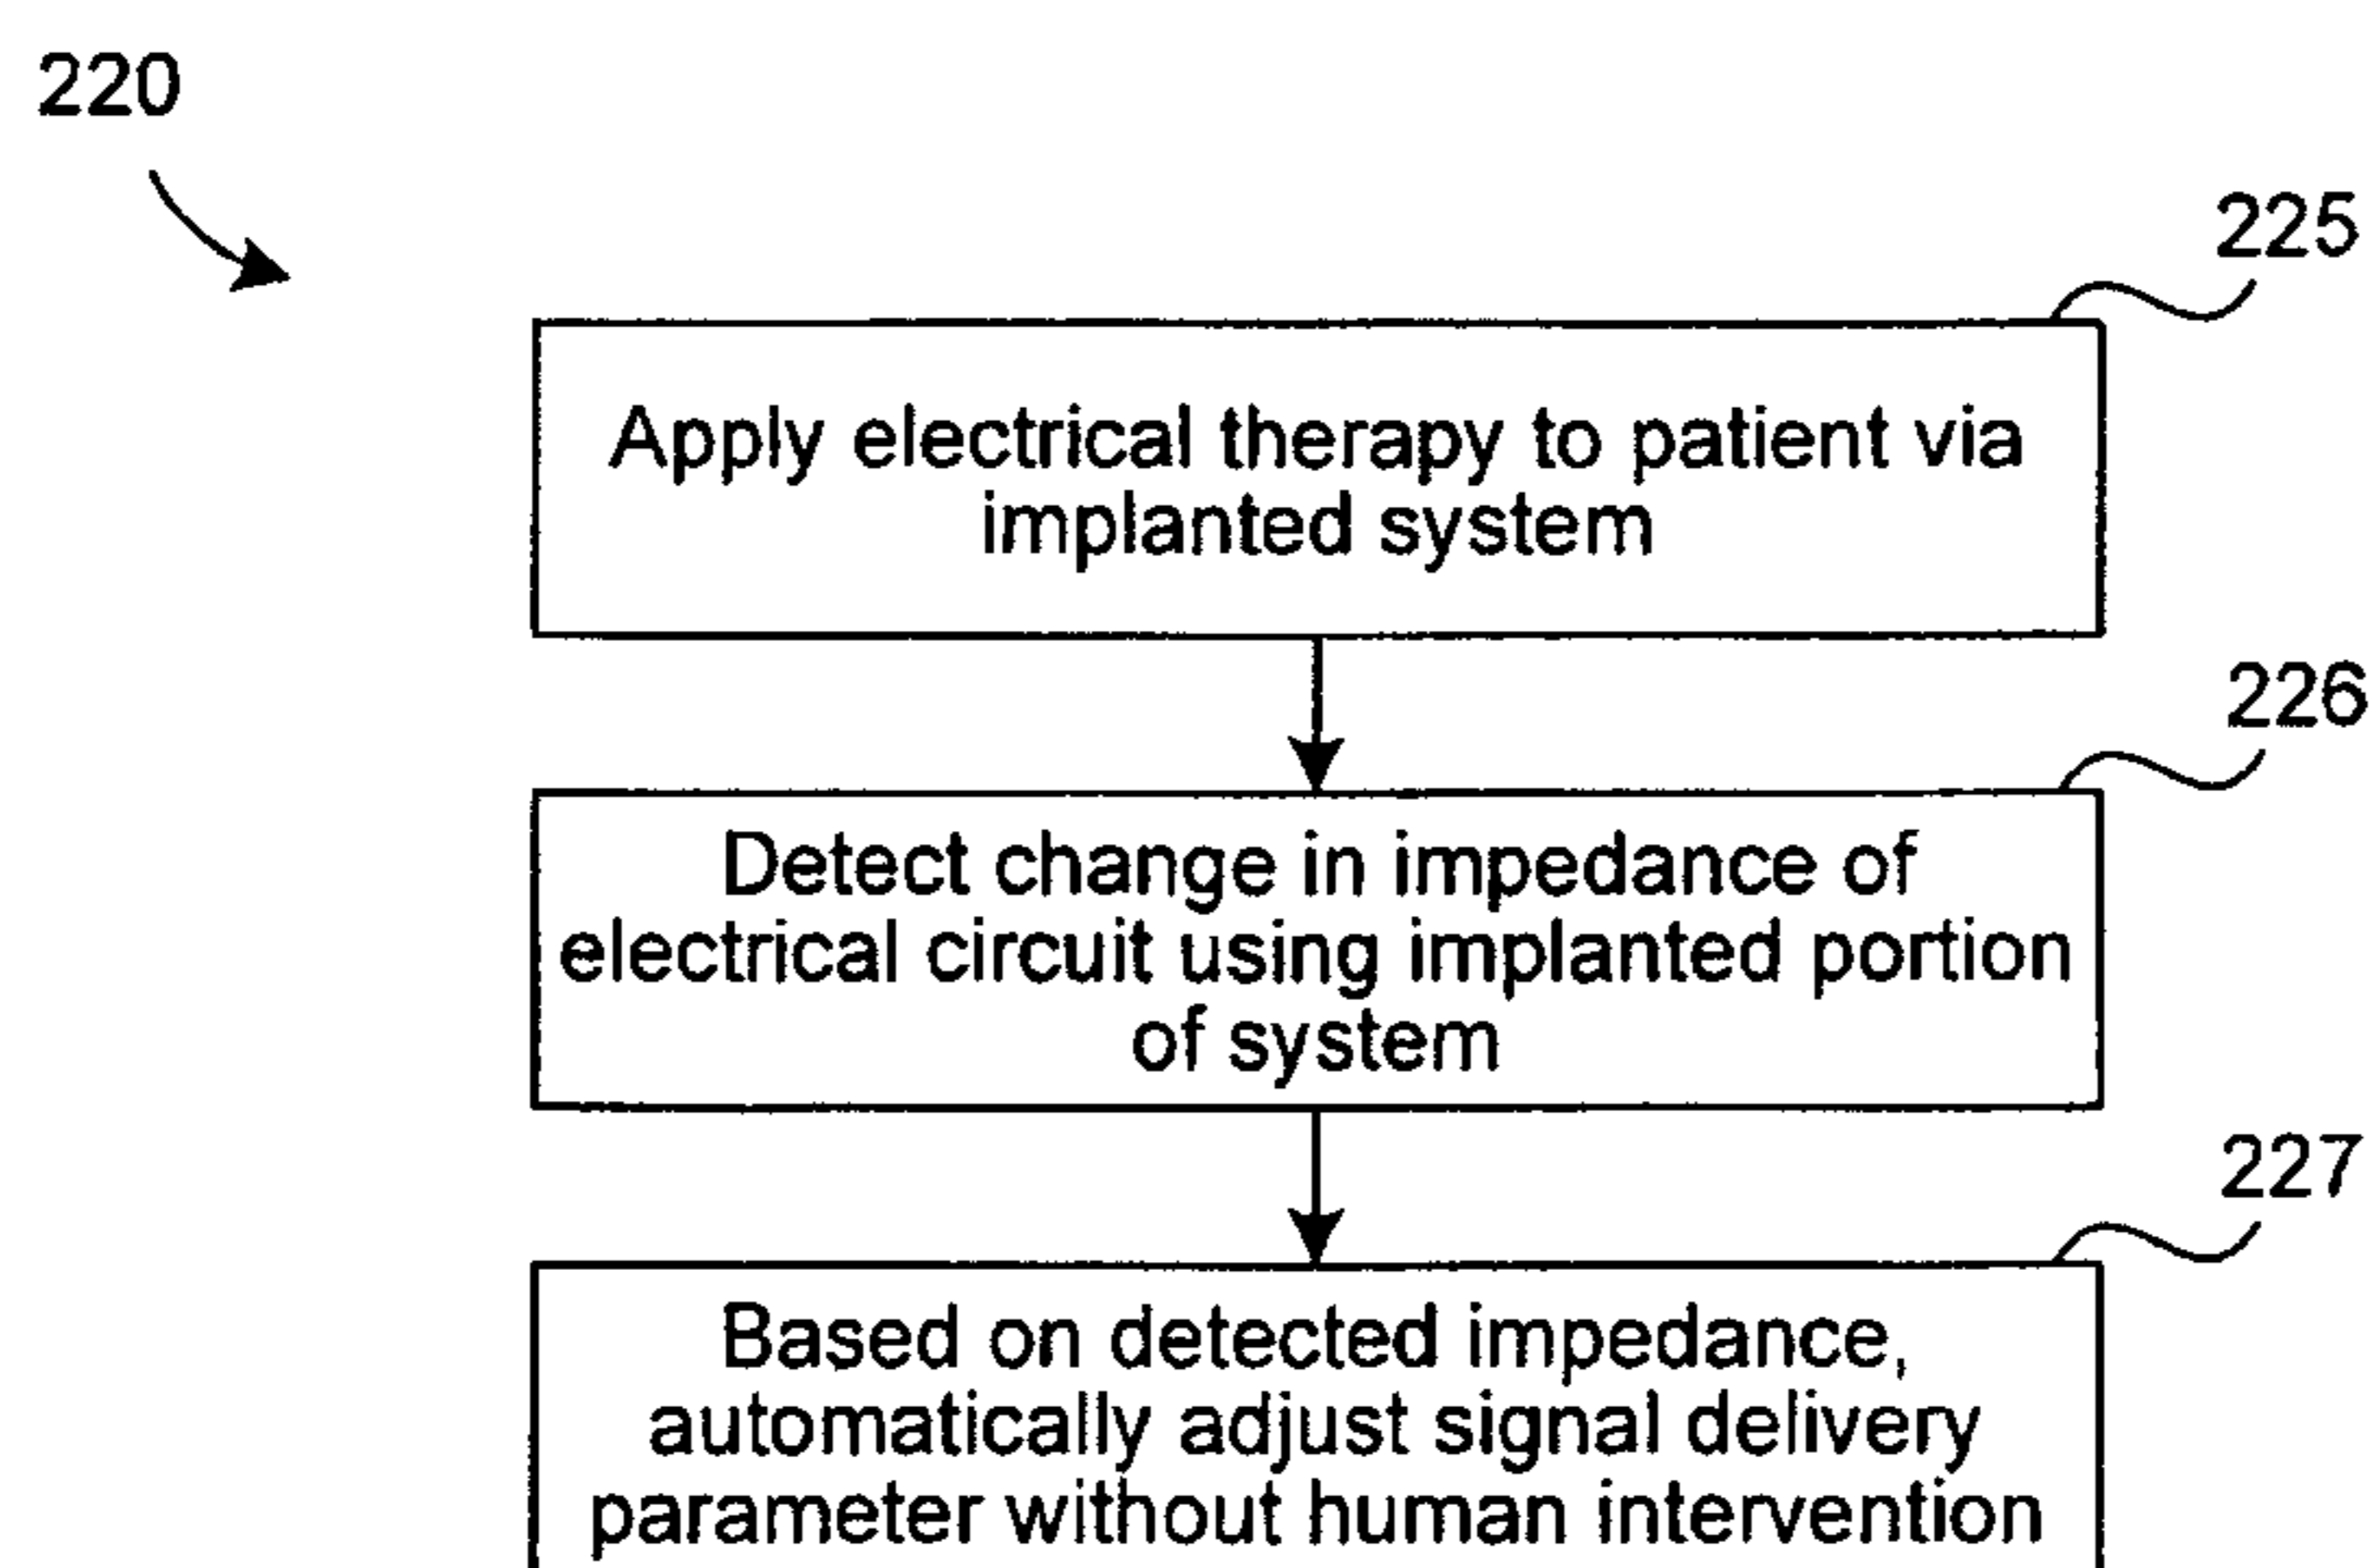 220
225
Apply electrical therapy to patient via
implanted system
226
Detect change in impedance of
electrical circuit using implanted portion
of system
227
Based on detected impedance,
automatically adjust signal delivery
parameter without human intervention